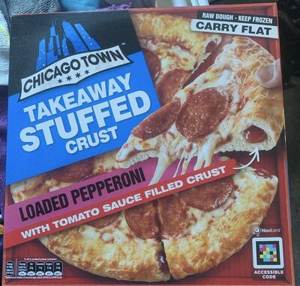 RAW DOUGH - KEEP FROZEN
CARRY FLAT
CHICAGO TOWN
TAKEAWAY
STUFFED
CRUST
LOADED PEPPERONI
WITH TOMATO SAUCE FILLED CRUST
NaviLens
ACCESSIBLE
CODE